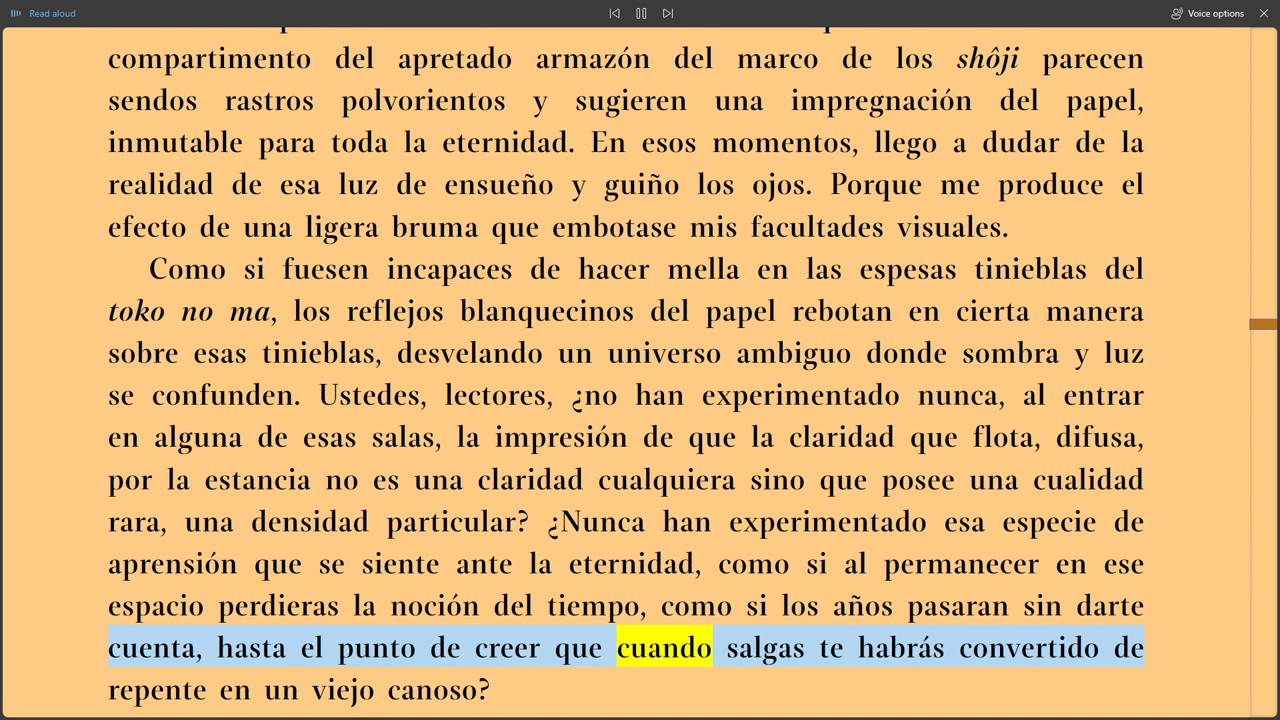 Read aloud
Voice options
compartimento del apretado armazón del marco de los shôji parecen
sendos rastros polvorientos y sugieren una impregnación del papel,
inmutable para toda la eternidad. En esos momentos, llego a dudar de la
realidad de esa luz de ensueño y guiño los ojos. Porque me produce el
efecto de una ligera bruma que embotase mis facultades visuales.
Como si fuesen incapaces de hacer mella en las espesas tinieblas del
toko no ma, los reflejos blanquecinos del papel rebotan en cierta manera
sobre esas tinieblas, desvelando un universo ambiguo donde sombra y luz
se confunden. Ustedes, lectores, ¿no han experimentado nunca, al entrar
en alguna de esas salas, la impresión de que la claridad que flota, difusa,
por la estancia no es una claridad cualquiera sino que posee una cualidad
rara, una densidad particular? ¿Nunca han experimentado esa especie de
aprensión que se siente ante la eternidad, como si al permanecer en ese
espacio perdieras la noción del tiempo, como si los años pasaran sin darte
cuenta, hasta el punto de creer que cuando salgas te habrás convertido de
repente en un viejo canoso?